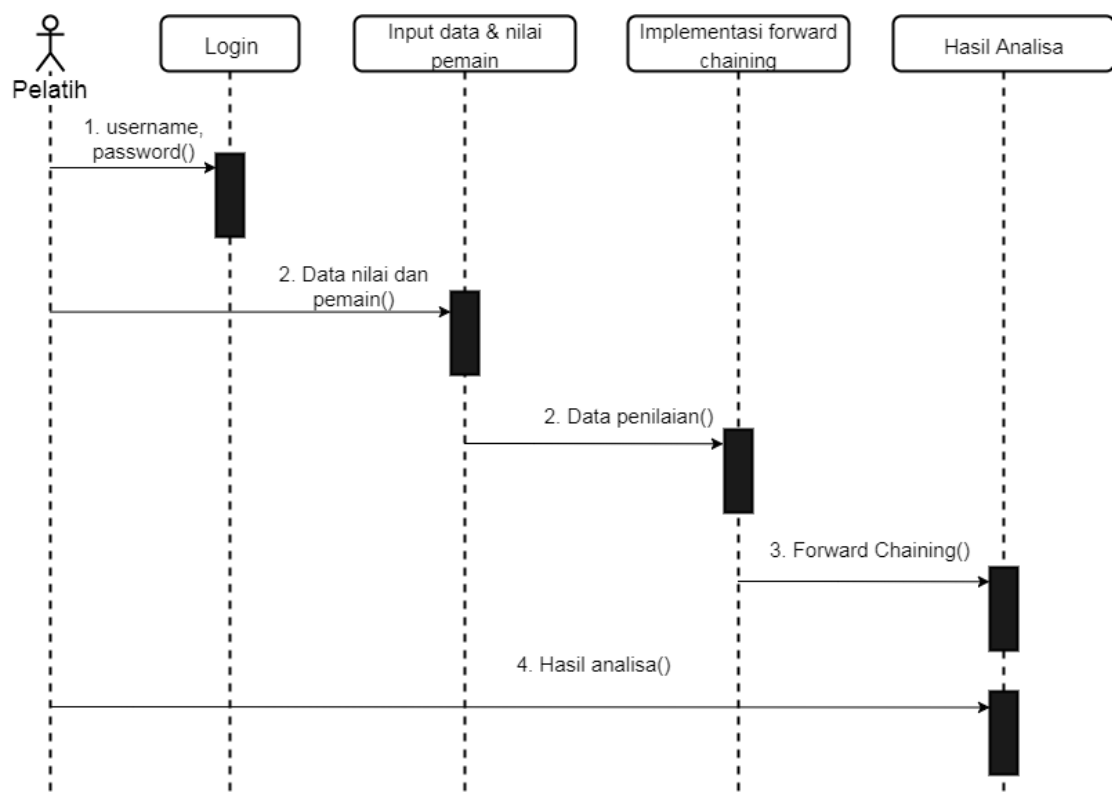 Pelatih
Login
Input data & nilai
pemain
Implementasi forward
chaining
Hasil Analisa
1. username,
password()
2. Data nilai dan
pemain()
2. Data penilaian()
3. Forward Chaining()
4. Hasil analisa()